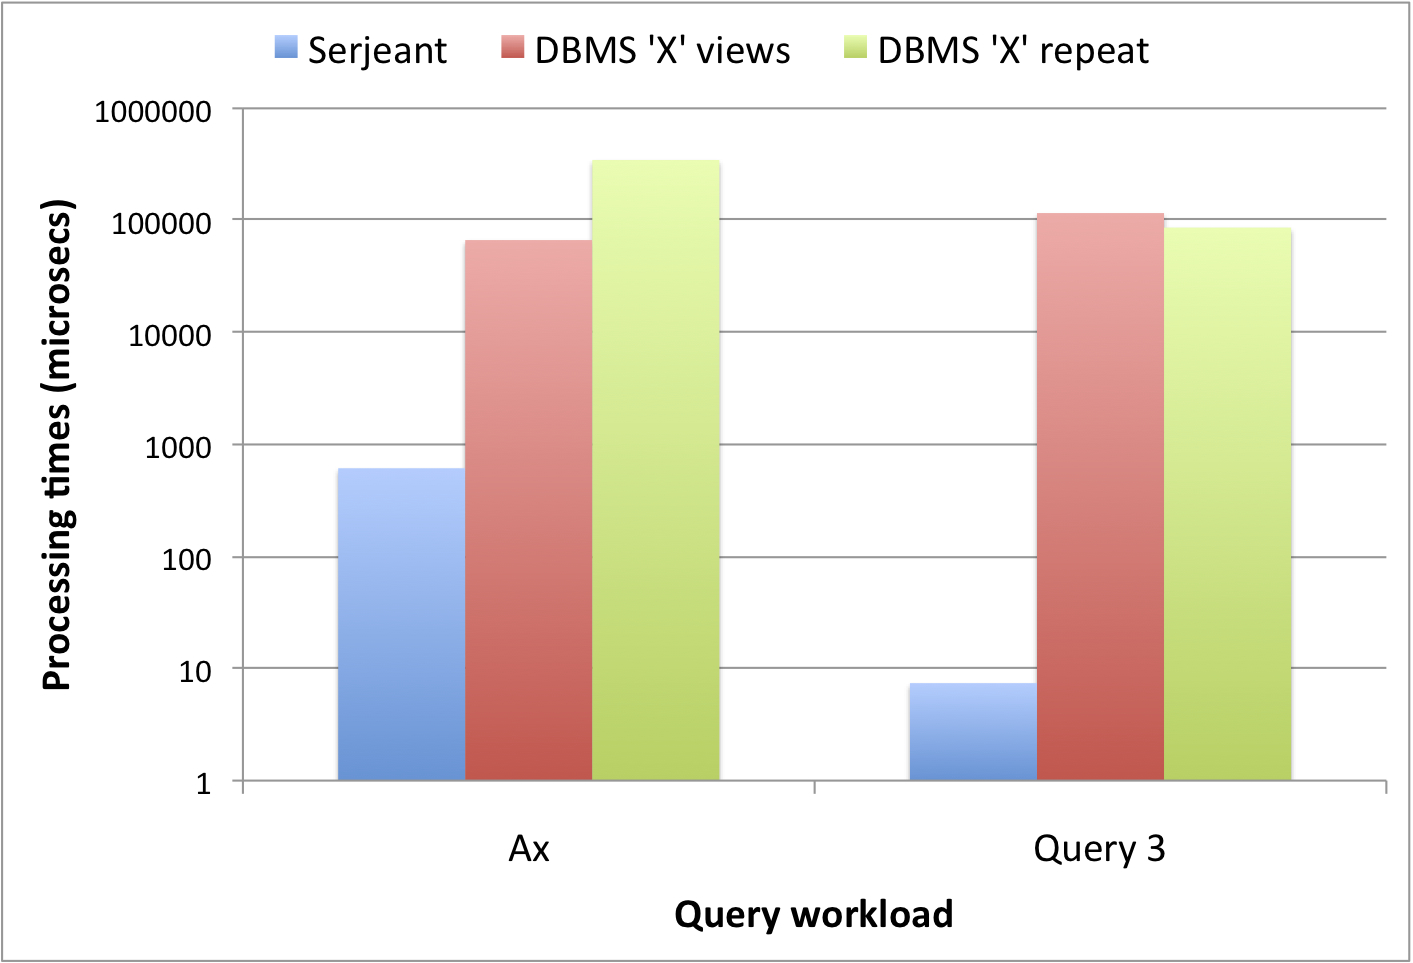 Serjeant DBMS 'X' views DBMS 'X' repeat
1000000
100000
10000
1000
100
10
1
Processing times (microsecs)
Ax Query 3
Query workload